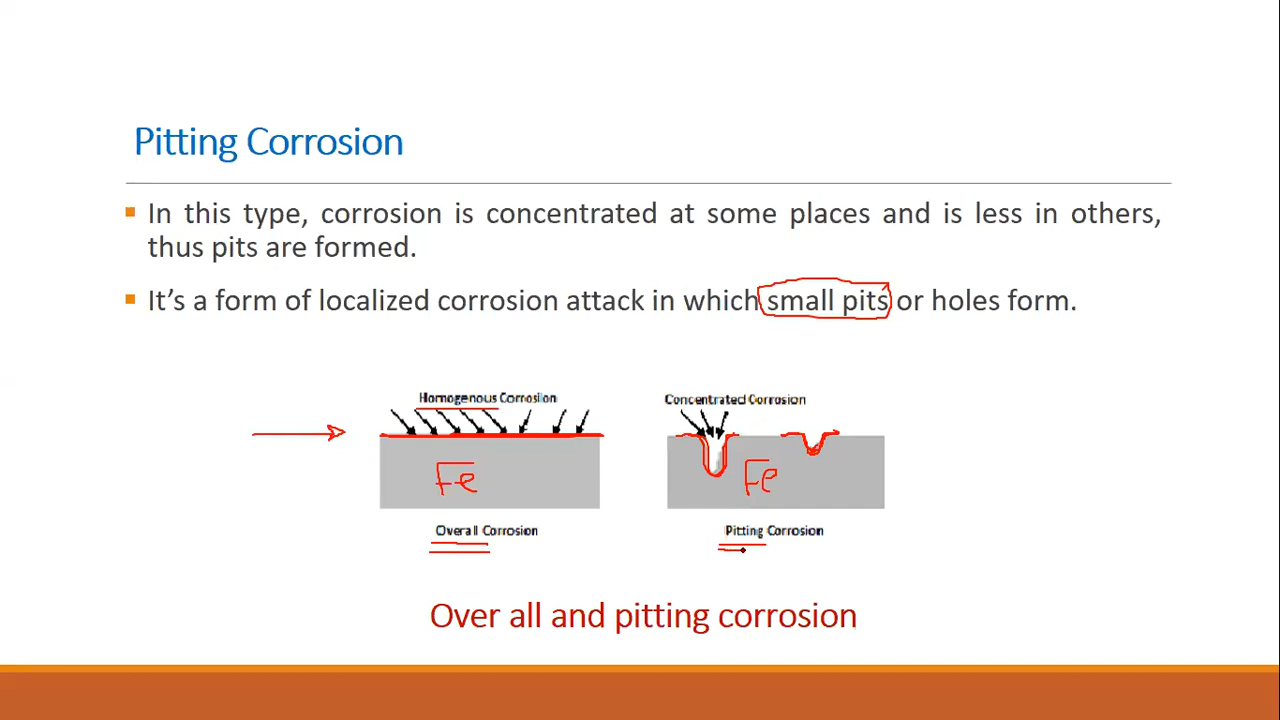 Pitting Corrosion
In this type, corrosion is concentrated at some places and is less in others,
thus pits are formed.
It's a form of localized corrosion attack in which small pits or holes form.
Homogenous Corrosiion
Concentrated Corrosion
Fe
Fe
Overall Corrosion
Pitting Corrosion
Over all and pitting corrosion